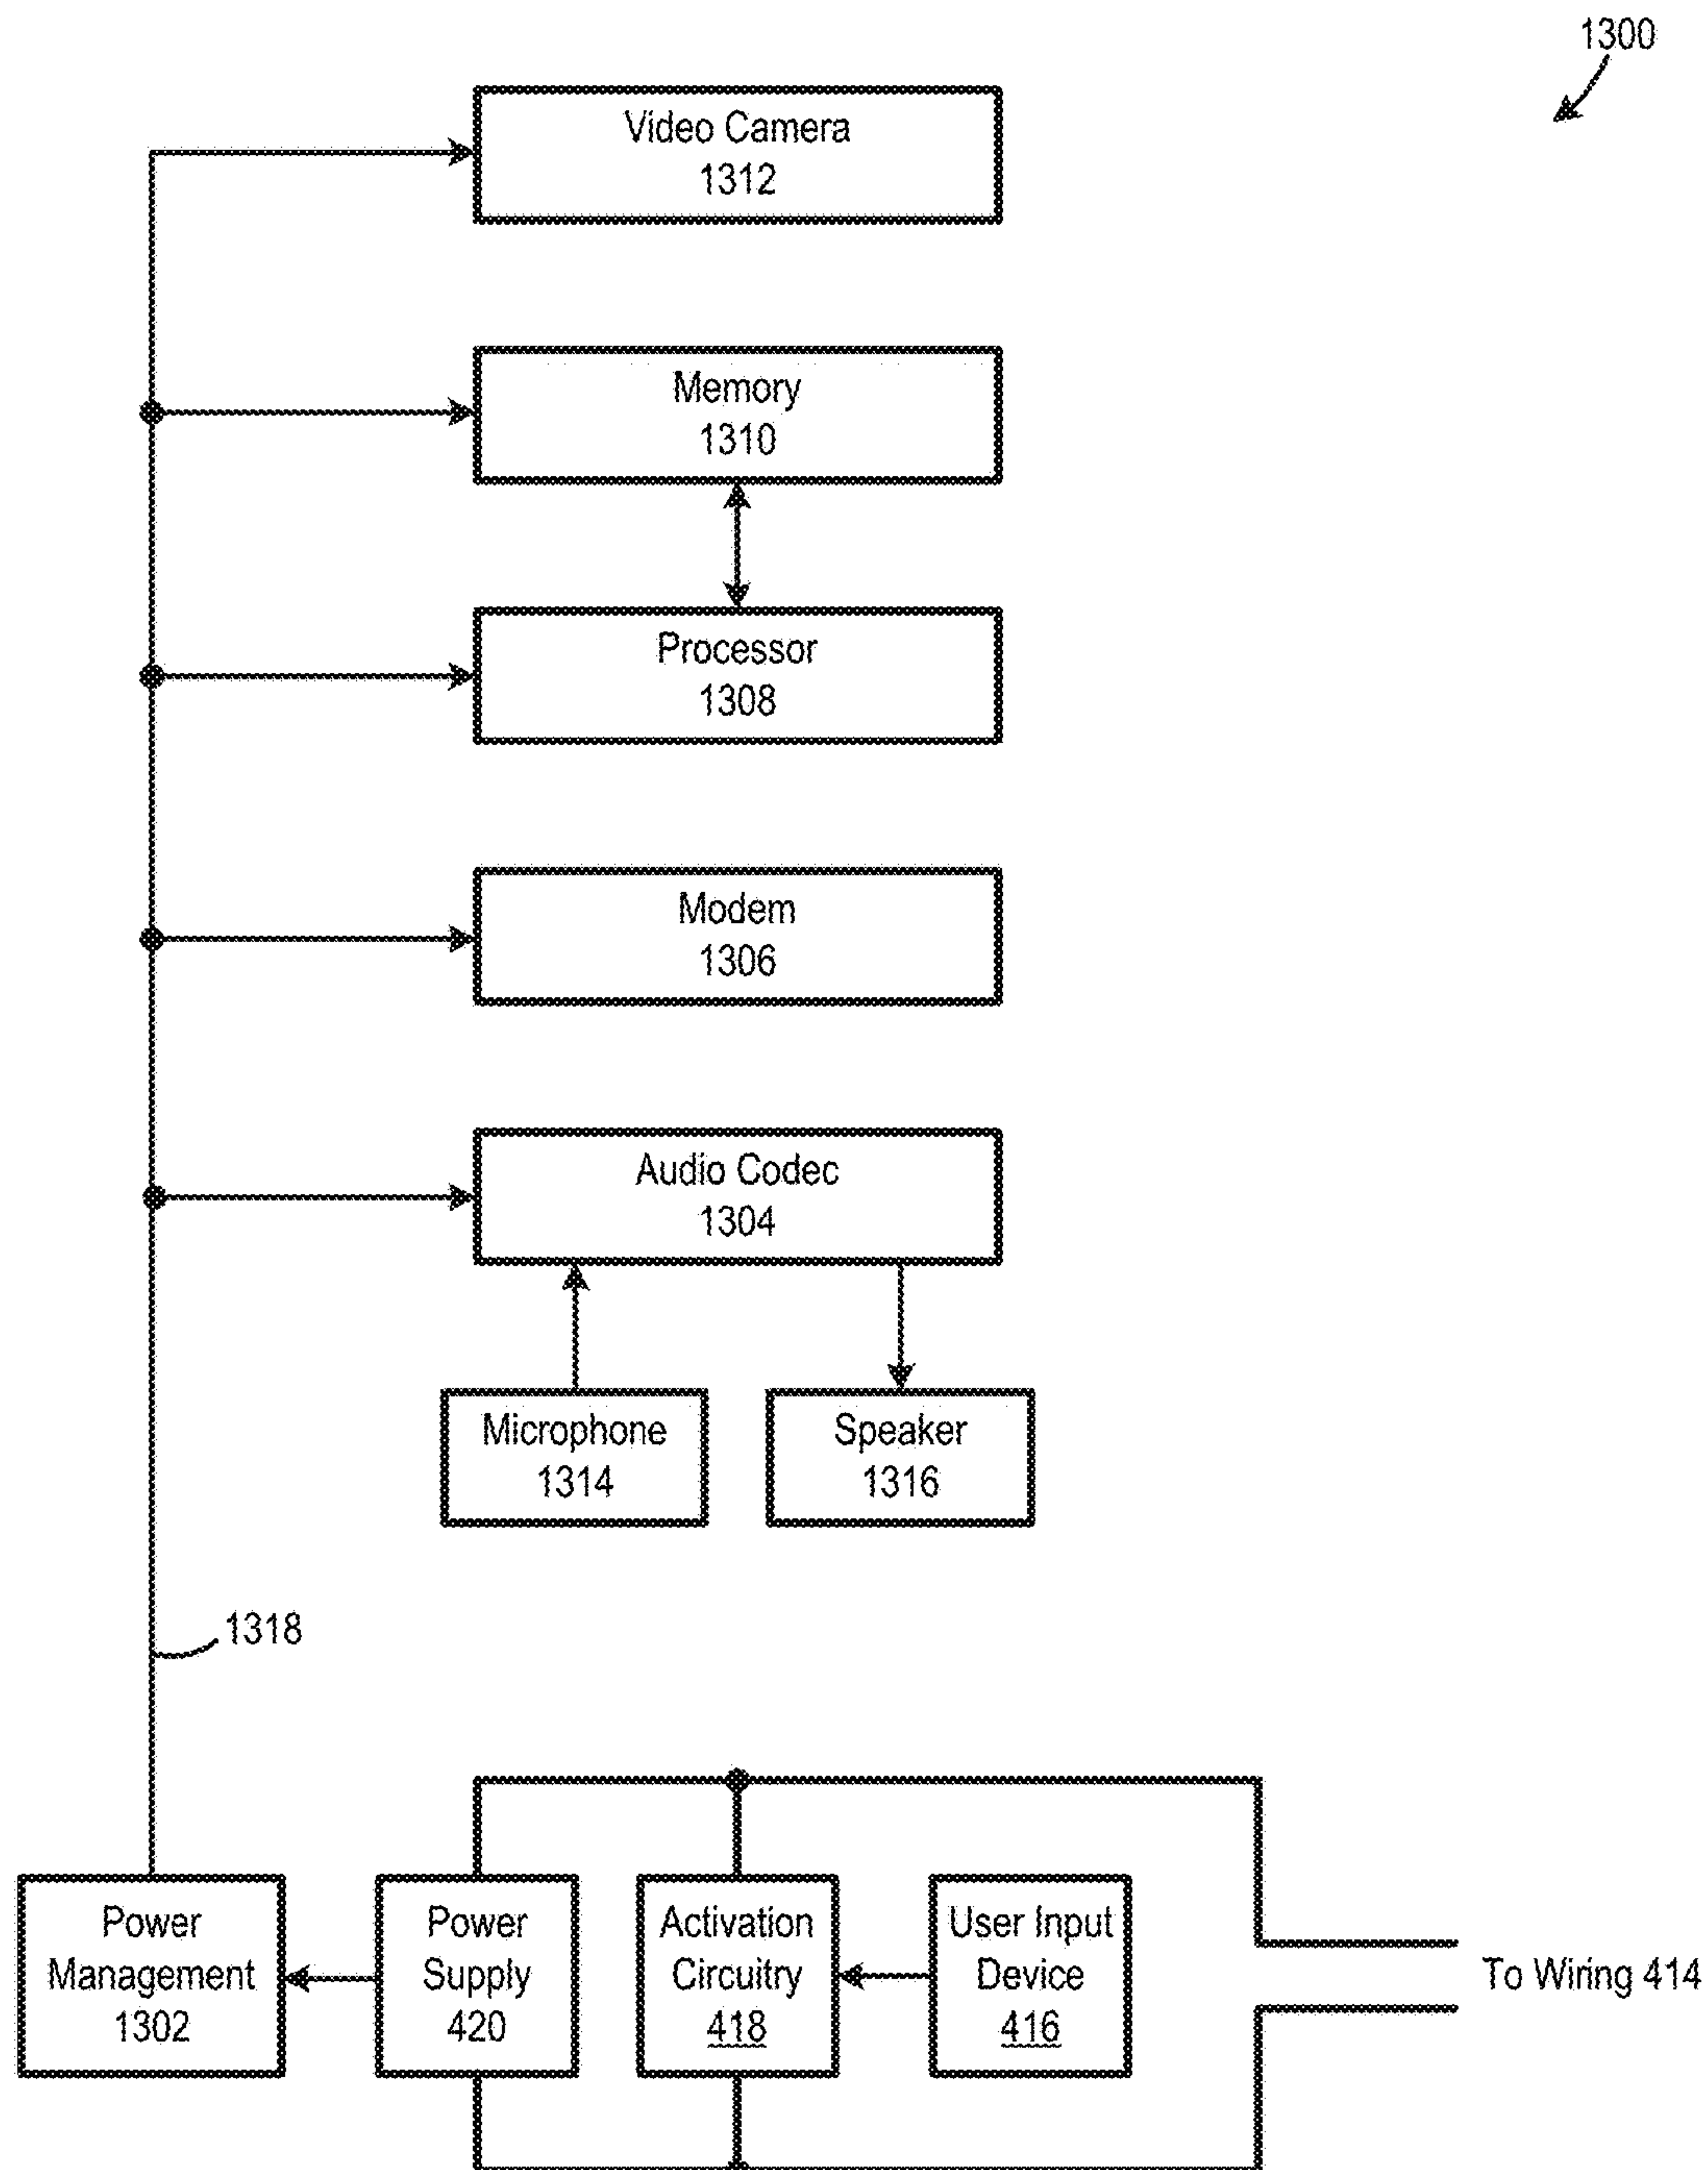 1300
Video Camera
1312
Memory
1310
Processor
1308
Modem
1306
Audio Codec
1304
Microphone
1314
Speaker
1316
1318
Power
Management
1302
Power
Supply
420
Activation
Circuitry
418
User Input
Device
416
To Wiring 414